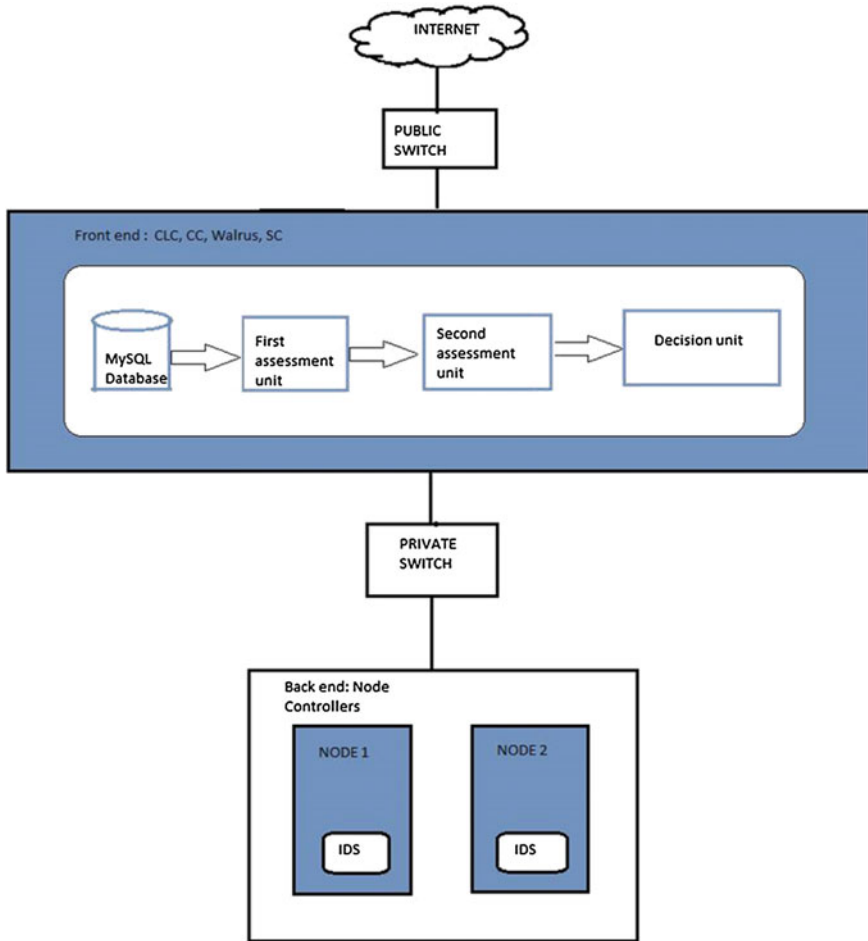 INTERNET
PUBLIC
SWITCH
Front end : CLC, CC, Walrus, SC
MySQL
Database
First
assessment
unit
Second
assessment
unit
Decision unit
PRIVATE
SWITCH
Back end: Node
Controllers
NODE 1
NODE 2
IDS
IDS